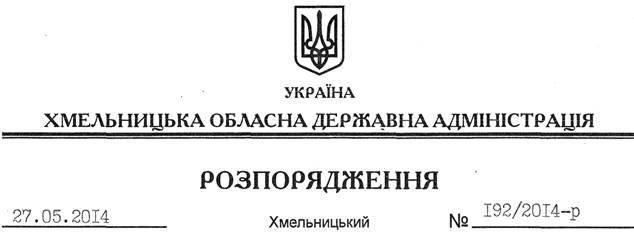 УКРАЇНА
ХМЕЛЬНИЦЬКА ОБЛАСНА ДЕРЖАВНА АДМІНІСТРАЦІЯ
РОЗПОРЯДЖЕННЯ
27.05.2014 Хмельницький № 192/2014-р